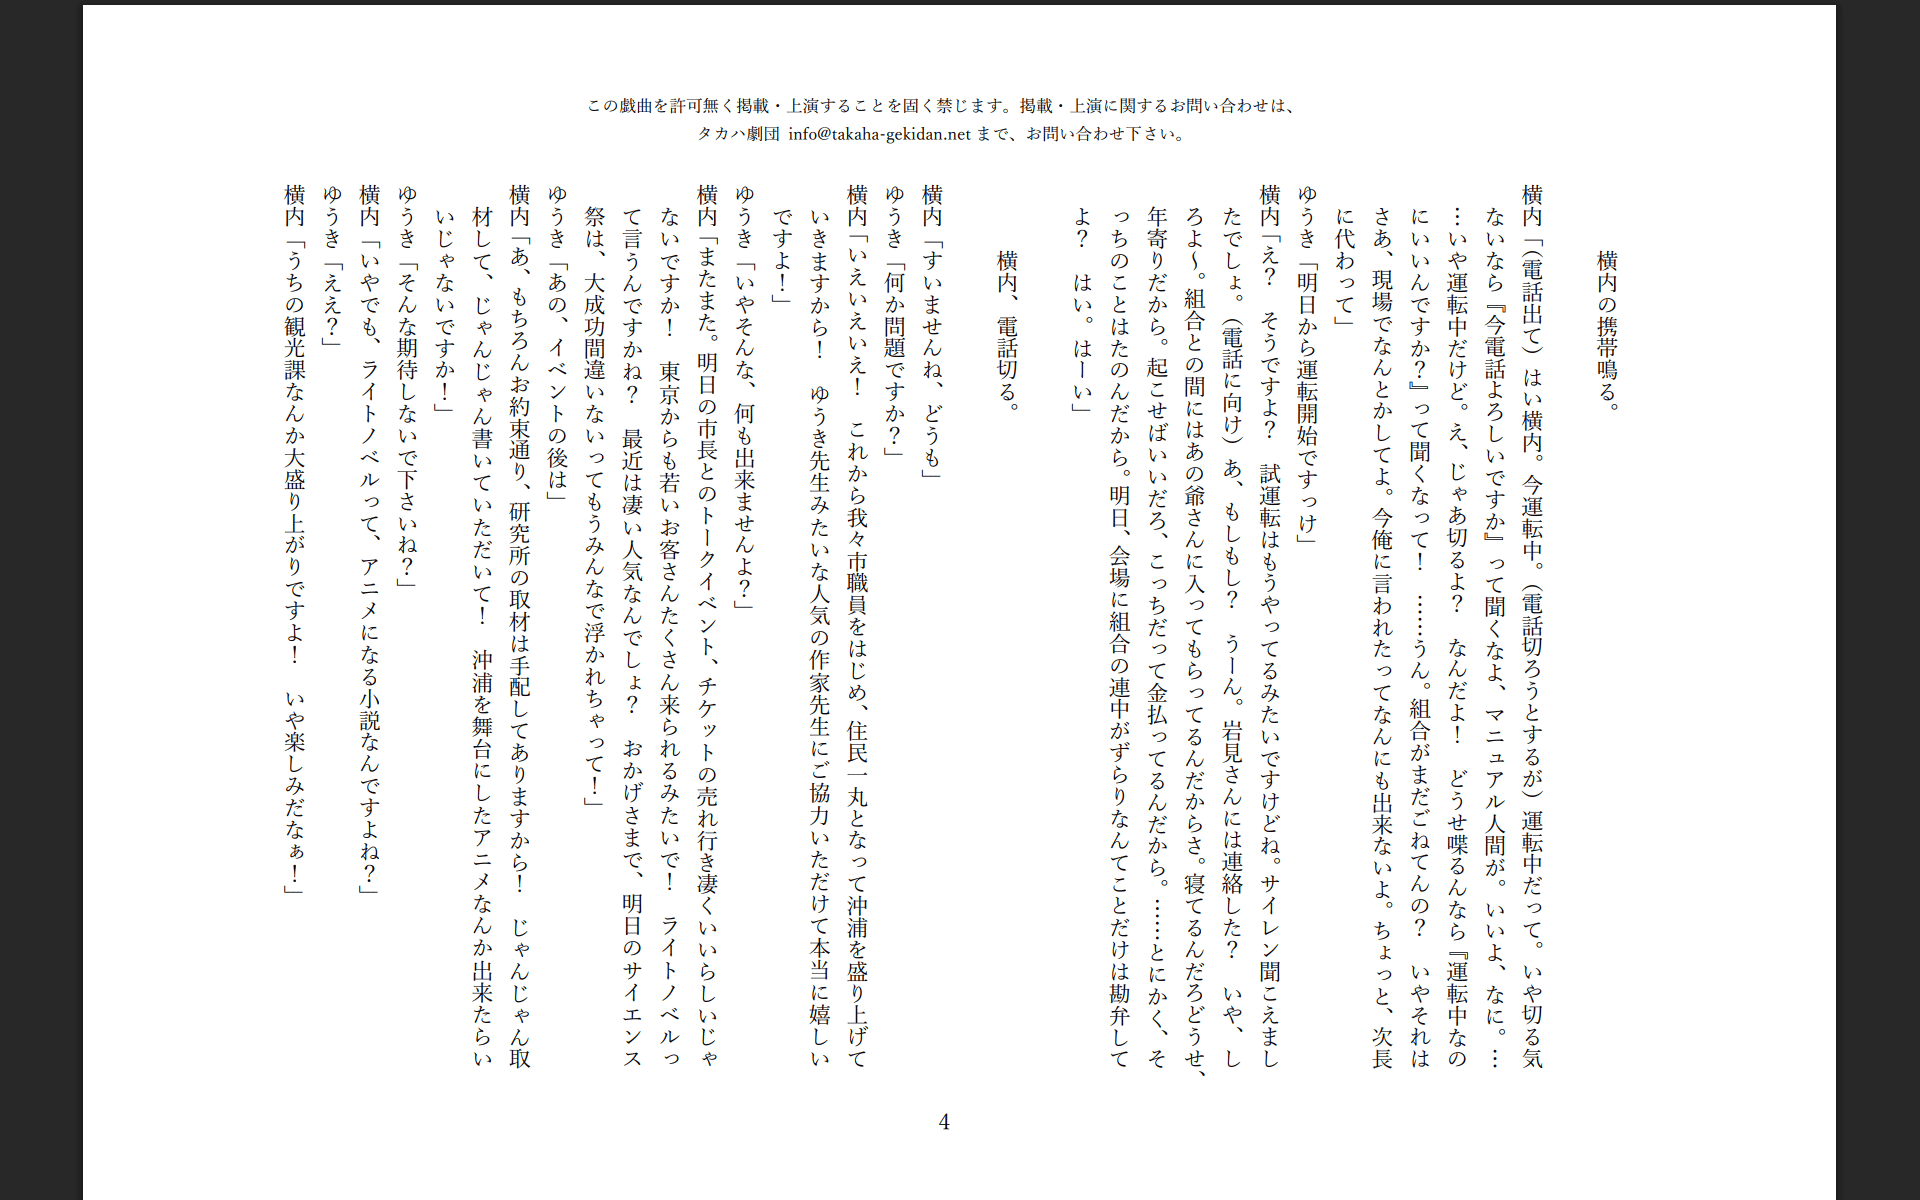 この戯曲を許可無く掲載・上演することを固く禁じます。掲載・上演に関するお問い合わせは、
タカハ劇団 info@takaha-gekidan.net まで、お問い合わせ下さい。
横内の携帯鳴る。
横内「（電話出て）はい横内。今運転中。（電話切ろうとするが）運転中だって。いや切る気
ないなら『今電話よろしいですか』って聞くなよ、マニュアル人間が。いいよ、なに。…
…いや運転中だけど。え、じゃあ切るよ？　なんだよ！　どうせ喋るんなら『運転中なの
にいいんですか？』って聞くなって！　……うん。組合がまだごねてんの？　いやそれは
さあ、現場でなんとかしてよ。今俺に言われたってなんにも出来ないよ。ちょっと、次長
に代わって」
ゆうき「明日から運転開始ですっけ」
横内「え？　そうですよ？　試運転はもうやってるみたいですけどね。サイレン聞こえまし
たでしょ。（電話に向け）あ、もしもし？　うーん。岩見さんには連絡した？　いや、し
ろよ～。組合との間にはあの爺さんに入ってもらってるんだからさ。寝てるんだろどうせ、
年寄りだから。起こせばいいだろ、こっちだって金払ってるんだから。……とにかく、そ
っちのことはたのんだから。明日、会場に組合の連中がずらりなんてことだけは勘弁して
よ？　はい。はーい」
横内、電話切る。
横内「すいませんね、どうも」
ゆうき「何か問題ですか？」
横内「いえいえいえ！　これから我々市職員をはじめ、住民一丸となって沖浦を盛り上げて
いきますから！　ゆうき先生みたいな人気の作家先生にご協力いただけて本当に嬉しい
ですよ！」
ゆうき「いやそんな、何も出来ませんよ？」
横内「またまた。明日の市長とのトークイベント、チケットの売れ行き凄くいいらしいじゃ
ないですか！　東京からも若いお客さんたくさん来られるみたいで！　ライトノベルっ
て言うんですかね？　最近は凄い人気なんでしょ？　おかげさまで、明日のサイエンス
祭は、大成功間違いないってもうみんなで浮かれちゃって！」
ゆうき「あの、イベントの後は」
横内「あ、もちろんお約束通り、研究所の取材は手配してありますから！　じゃんじゃん取
材して、じゃんじゃん書いていただいて！　沖浦を舞台にしたアニメなんか出来たらい
いじゃないですか！」
ゆうき「そんな期待しないで下さいね？」
横内「いやでも、ライトノベルって、アニメになる小説なんですよね？」
ゆうき「ええ？」
横内「うちの観光課なんか大盛り上がりですよ！　いや楽しみだなぁ！」
4